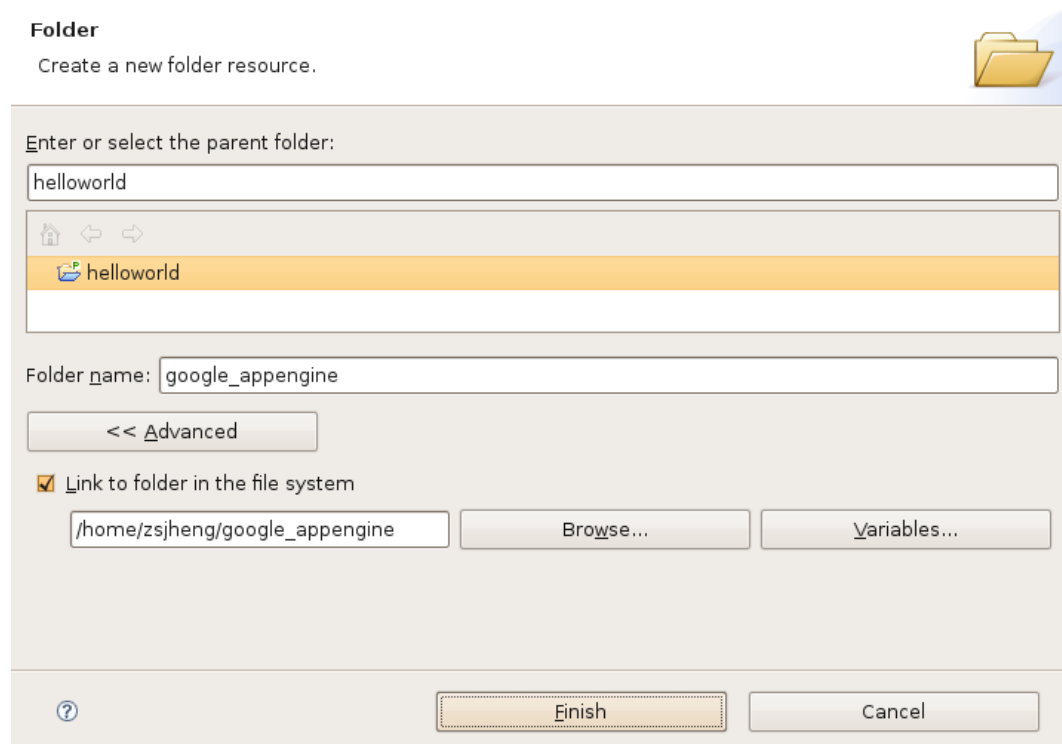 Folder
Create a new folder resource.
Enter or select the parent folder:
helloworld
helloworld
Folder name: google_appengine
<< Advanced
Link to folder in the file system
/home/zsjheng/google_appengine Browse... Variables...
Finish Cancel